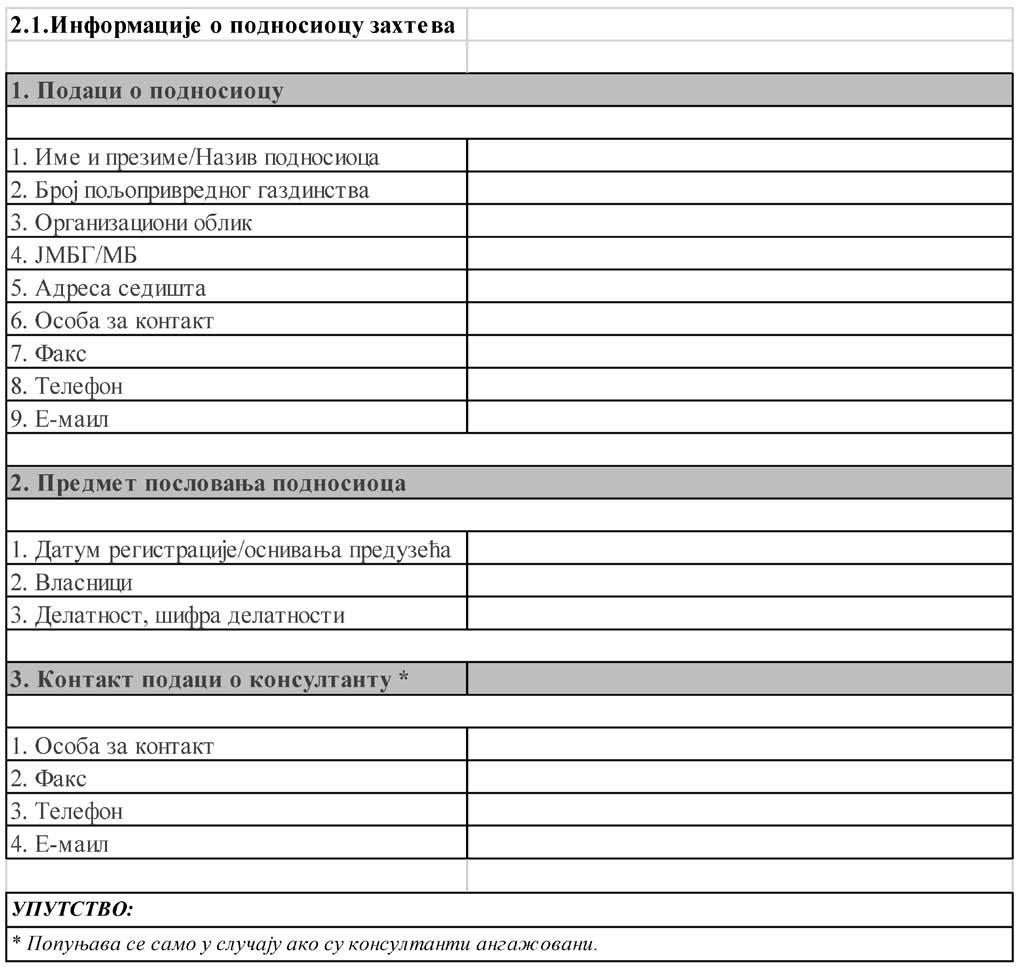 2.1.Информације о подносиоцу захтева
1. Подаци о подносиоцу
1. Име и презиме/Назив подносиоца
2. Број пољопривредног газдинства
3. Организациони облик
4. ЈМБГ/МБ
5. Адреса седишта
6. Особа за контакт
7. Факс
8. Телефон
9. Е-маил
2. Предмет пословања подносиоца
1. Датум регистрације/оснивања предузећа
2. Власници
3. Делатност, шифра делатности
3. Контакт подаци о консултанту *
1. Особа за контакт
2. Факс
3. Телефон
4. Е-маил
УПУТСТВО:
* Попуњава се само у случају ако су консултанти ангажовани.